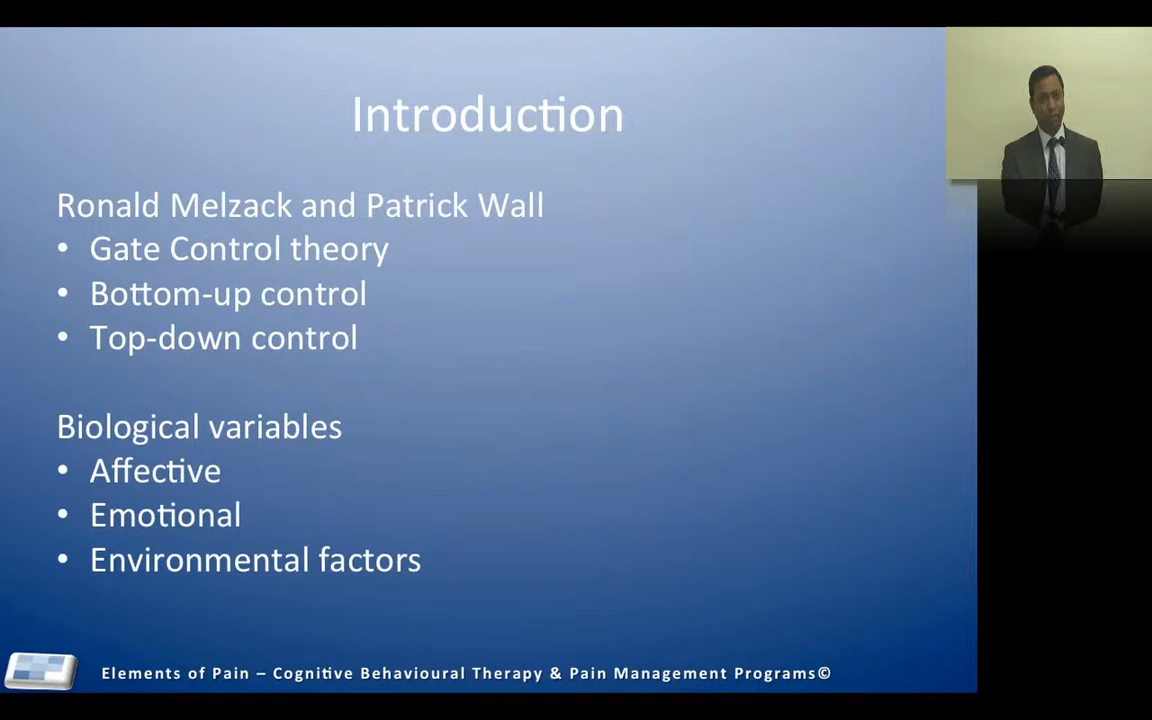 Introduction
Ronald Melzack and Patrick Wall
• Gate Control theory
• Bottom-up control
• Top-down control
Biological variables
• Affective
• Emotional
• Environmental factors
Elements of Pain – Cognitive Behavioural Therapy & Pain Management Programs©